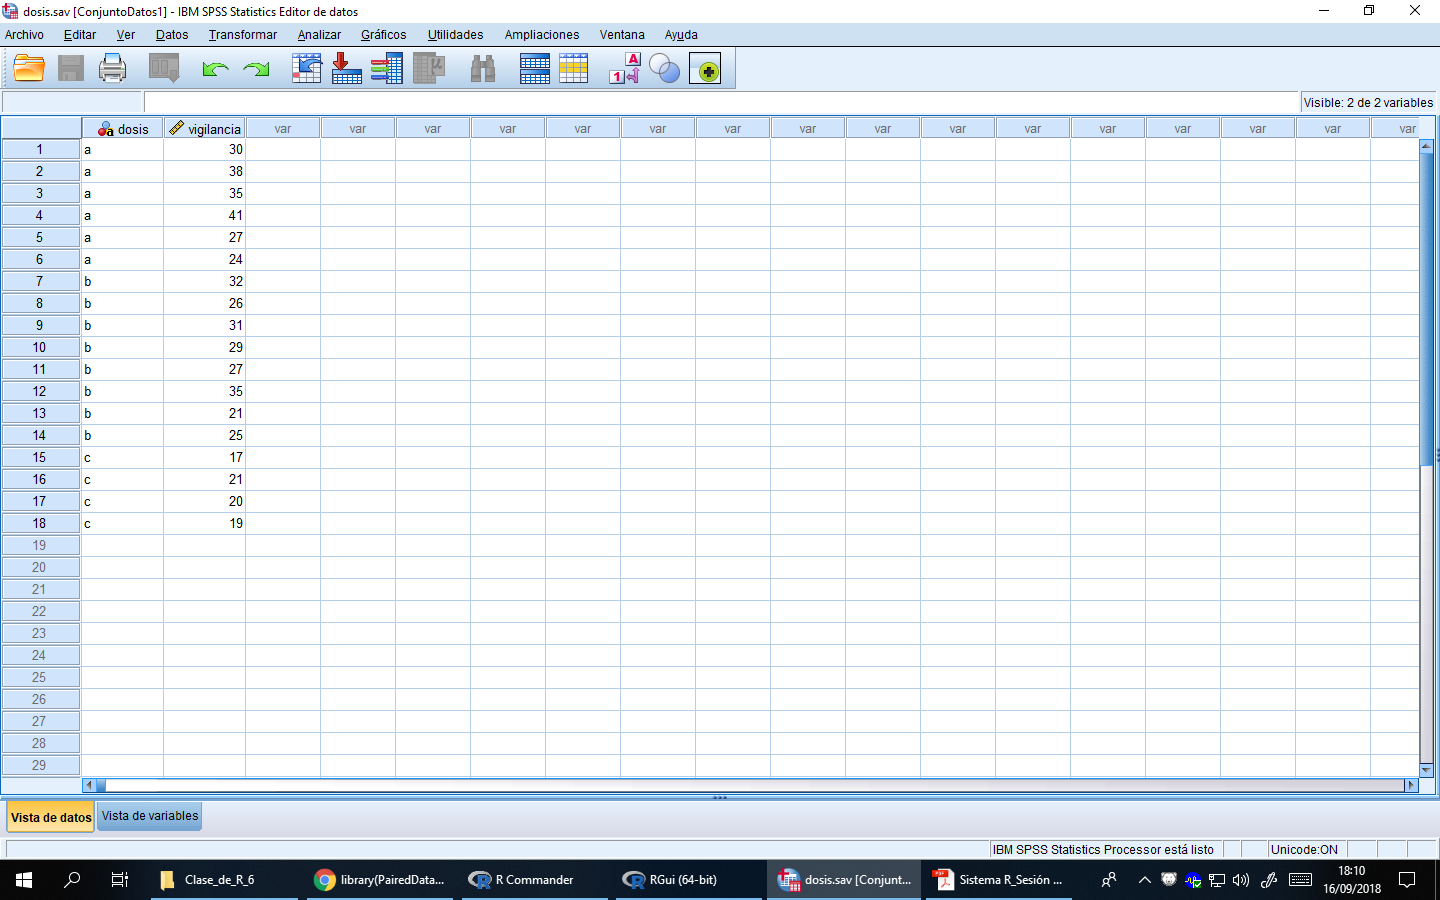 dosis.sav [ConjuntoDatos1] - IBM SPSS Statistics Editor de datos
Archivo Editar Ver Datos Transformar Analizar Gráficos Utilidades Ampliaciones Ventana Ayuda
Visible: 2 de 2 variables
dosis vigilancia var var var var var var var var var var var var var var var var
1 a 30
2 a 38
3 a 35
4 a 41
5 a 27
6 a 24
7 b 32
8 b 26
9 b 31
10 b 29
11 b 27
12 b 35
13 b 21
14 b 25
15 c 17
16 c 21
17 c 20
18 c 19
19
20
21
22
23
24
25
26
27
28
29
Vista de datos Vista de variables
IBM SPSS Statistics Processor está listo Unicode:ON
Clase_de_R_6 library(PairedData... R Commander RGui (64-bit) dosis.sav [Conjunt... Sistema R_Sesión ... 18:10
16/09/2018